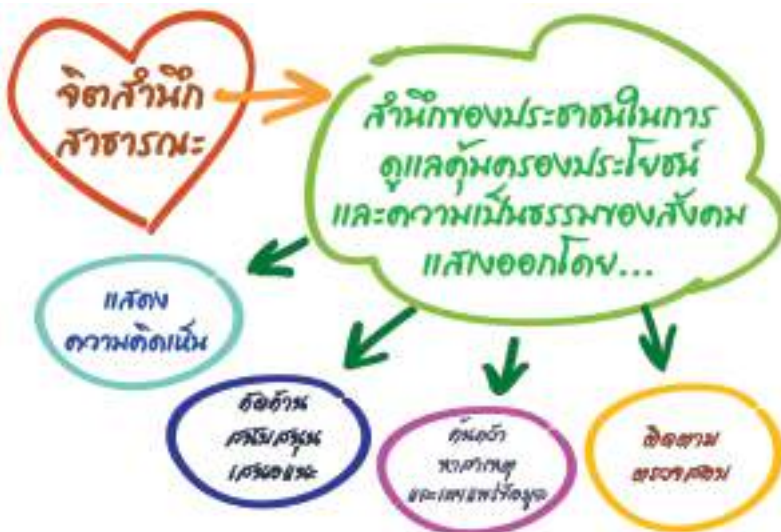 จิตสำนึก
สาธารณะ
สำนึกของประชาชนในการ
ดูแลคุ้มครองประโยชน์
และความเป็นธรรมของสังคม
แสดงออกโดย...
แสดง
ความคิดเห็น
คัดค้าน
สนับสนุน
เสนอแนะ
ค้นคว้า
หาสาเหตุ
และเผยแพร่ข้อมูล
ติดตาม
ตรวจสอบ